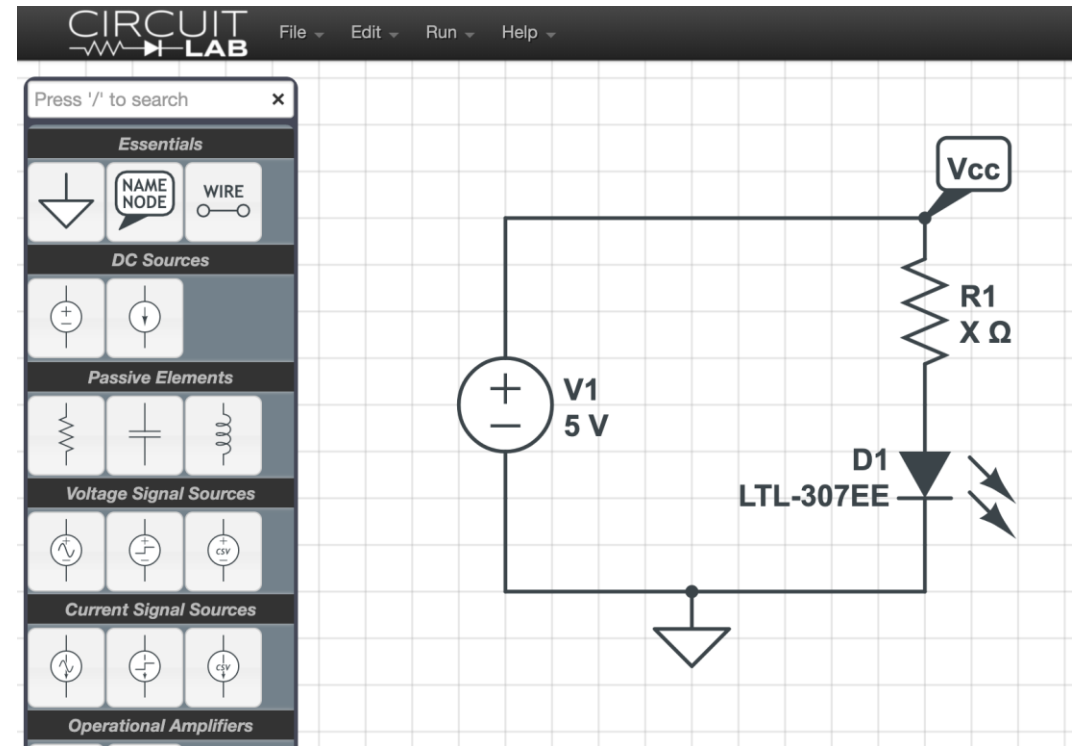 CIRCUIT
LAB
File Edit Run Help
Press '/' to search ×
Essentials
NAME
NODE
WIRE
DC Sources
Passive Elements
Voltage Signal Sources
csv
Current Signal Sources
csv
Operational Amplifiers
Vcc
R1
X Ω
V1
5 V
D1
LTL-307EE